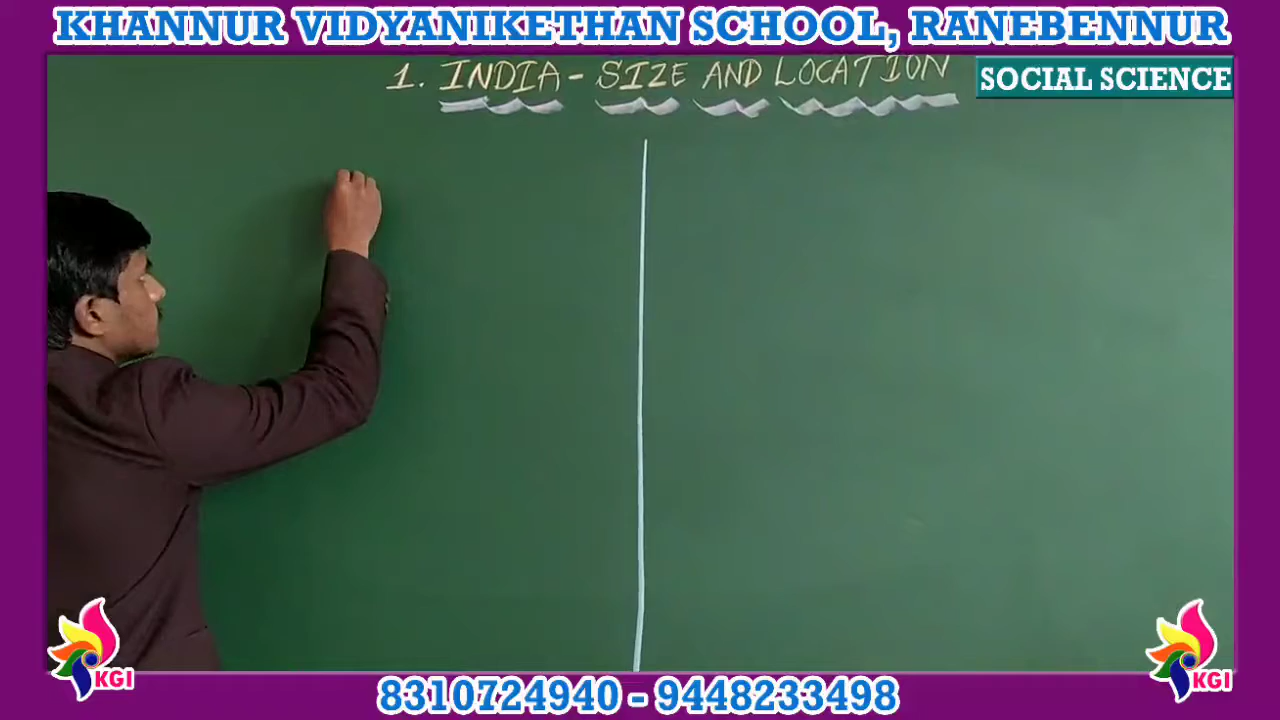 KHANNUR VIDYANIKETHAN SCHOOL, RANEBENNUR
1. INDIA - SIZE AND LOCATION
SOCIAL SCIENCE
KGI
KGI
8310724940 - 9448233498